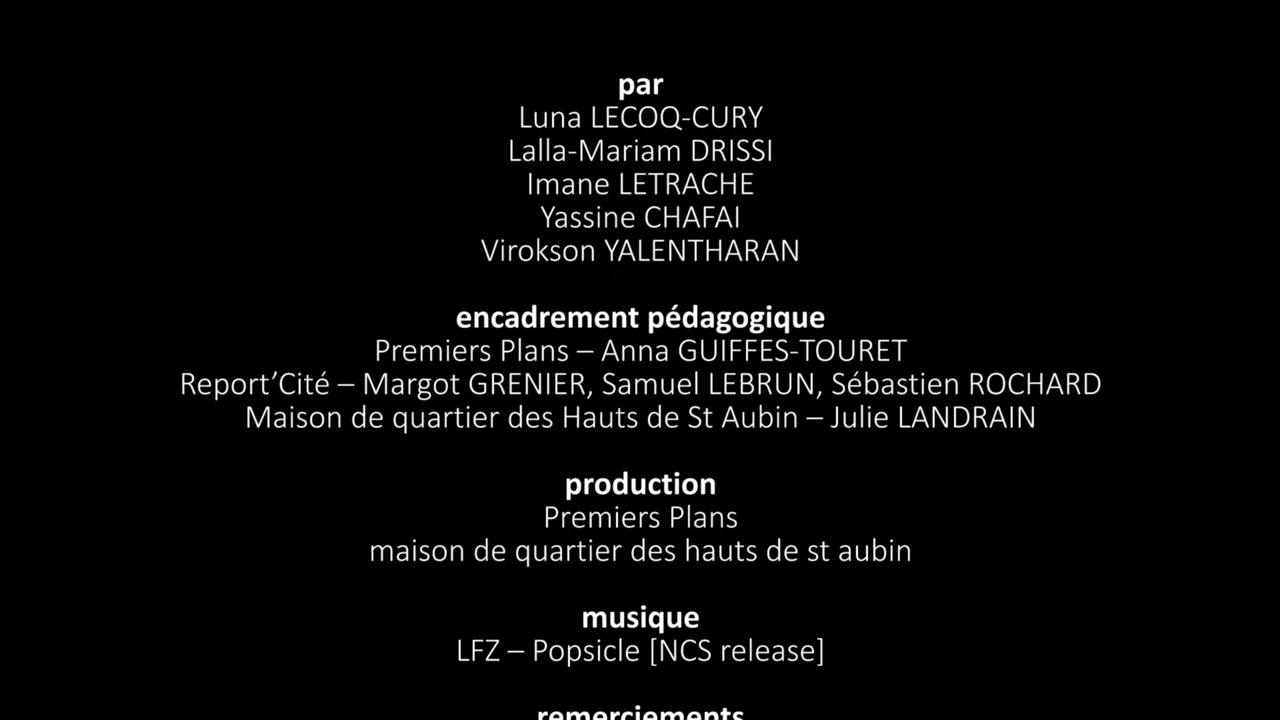 par
Luna LECOQ-CURY
Lalla-Mariam DRISSI
Imane LETRACHE
Yassine CHAFAI
Virokson YALENTHARAN
encadrement pédagogique
Premiers Plans – Anna GUIFFES-TOURET
Report’Cité – Margot GRENIER, Samuel LEBRUN, Sébastien ROCHARD
Maison de quartier des Hauts de St Aubin – Julie LANDRAIN
production
Premiers Plans
maison de quartier des hauts de st aubin
musique
LFZ – Popsicle [NCS release]
remerciements